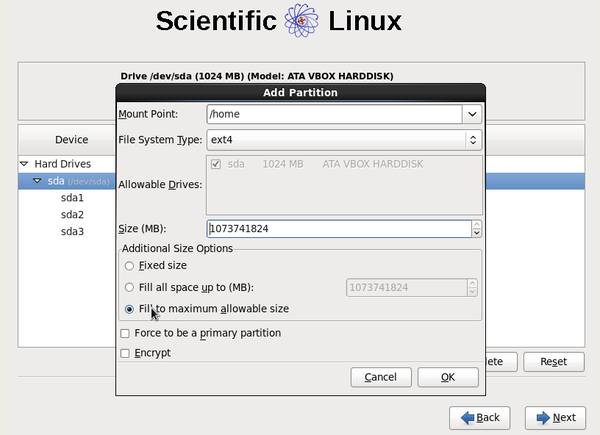 Scientific Linux
Drive /dev/sda (1024 MB) (Model: ATA VBOX HARDDISK)
Add Partition
Mount Point: /home
File System Type: ext4
Allowable Drives: sda 1024 MB ATA VBOX HARDDISK
Size (MB): 1073741824
Additional Size Options
Fixed size
Fill all space up to (MB): 1073741824
Fill to maximum allowable size
Force to be a primary partition
Encrypt
Cancel OK
Device
Hard Drives
sda (/dev/sda)
sda1
sda2
sda3
Reset
Back Next